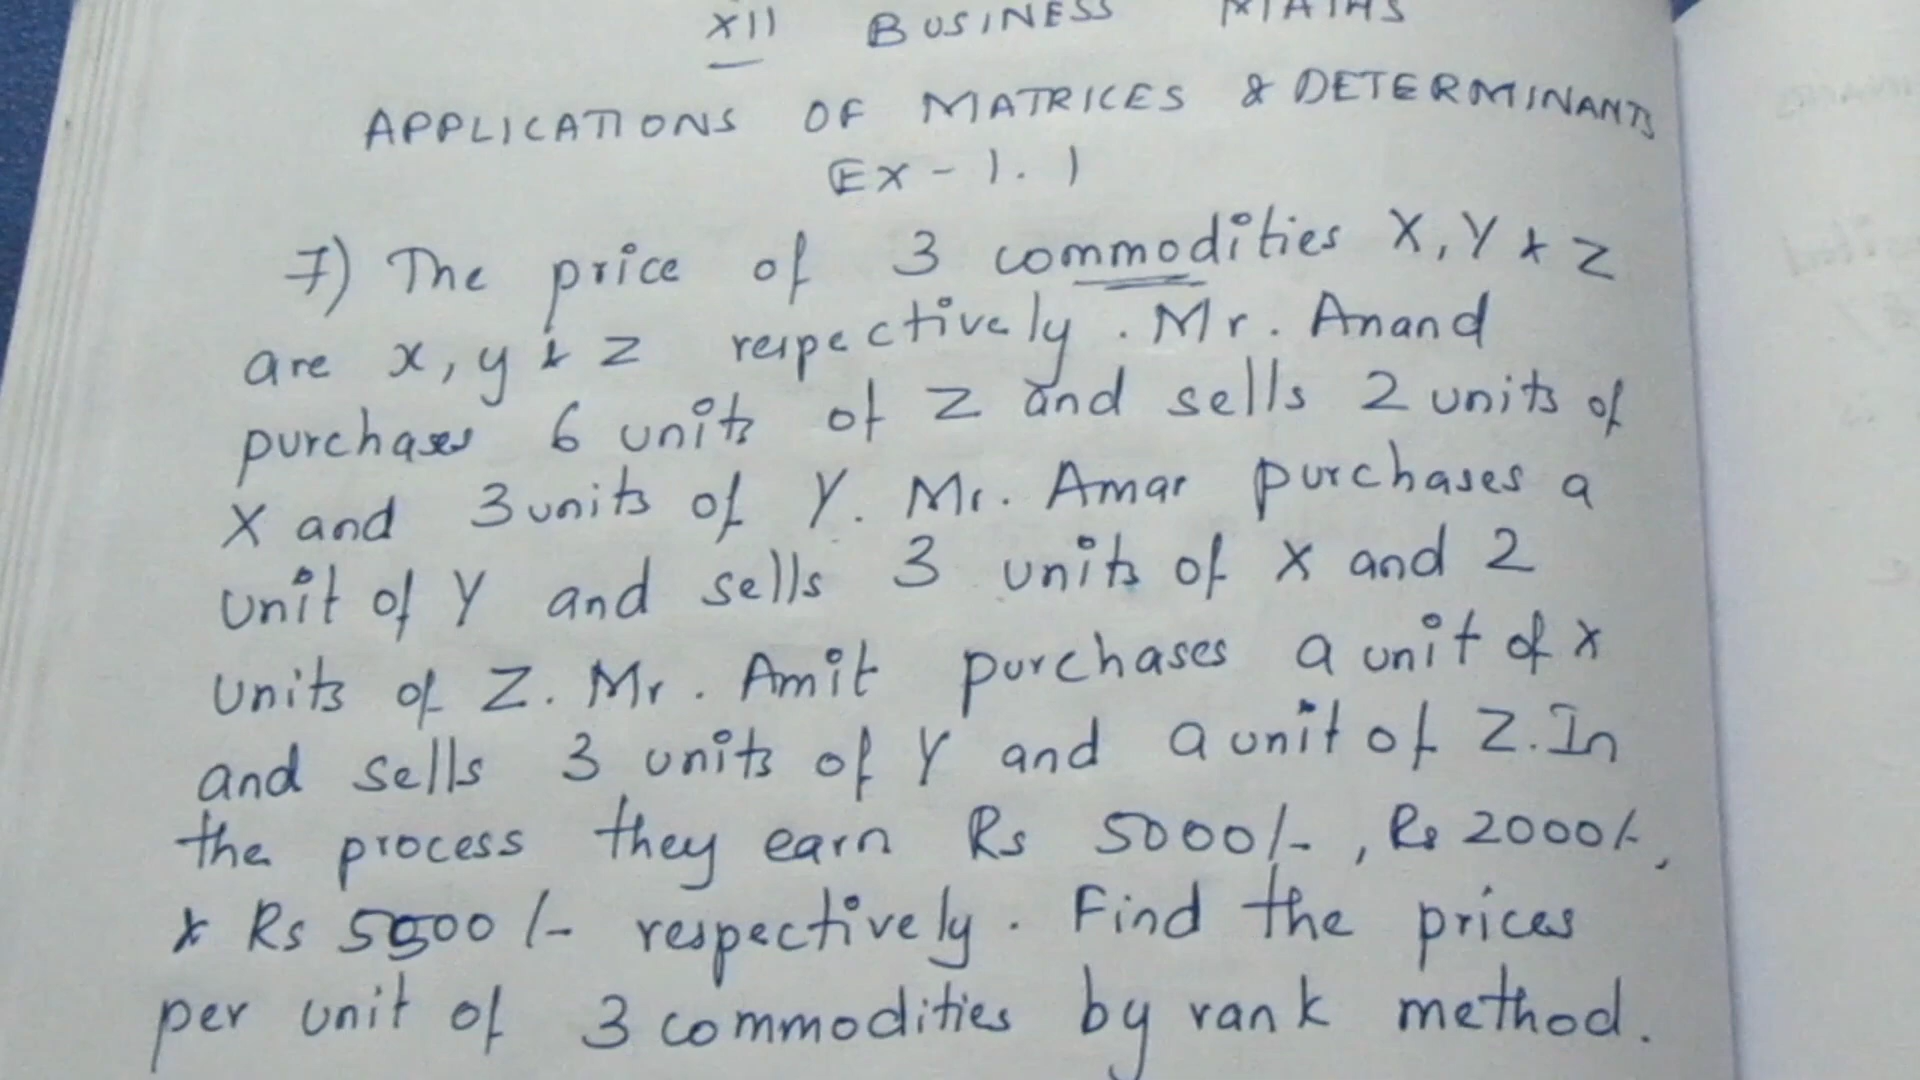 XII BUSINESS MATHS
APPLICATIONS OF MATRICES & DETERMINANTS
Ex - 1.1
7) The price of 3 commodities X, Y & Z
are x, y & z respectively. Mr. Anand
purchases 6 units of Z and sells 2 units of
X and 3 units of Y. Mr. Amar purchases a
unit of Y and sells 3 units of X and 2
units of Z. Mr. Amit purchases a unit of X
and sells 3 units of Y and a unit of Z. In
the process they earn Rs 5000/-, Rs 2000/-,
& Rs 5500/- respectively. Find the prices
per unit of 3 commodities by rank method.